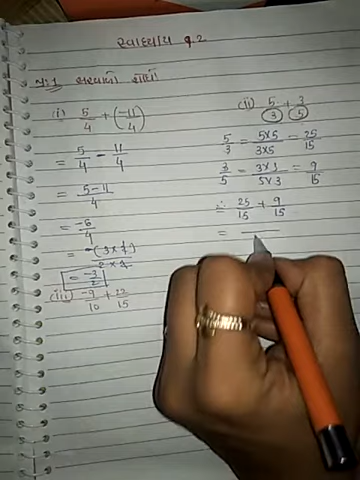 સ્વાધ્યાય 9.2
પ્ર.1 સરવાળો શોધો
(i) 5/4 + (-11/4)
= 5/4 - 11/4
= 5-11/4
= -6/4
= -(3×2)/2×2
= -3/2
(iii) -9/10 + 22/15
(ii) 5/3 + 3/5
5/3 = 5×5/3×5 = 25/15
3/5 = 3×3/5×3 = 9/15
∴ 25/15 + 9/15
=